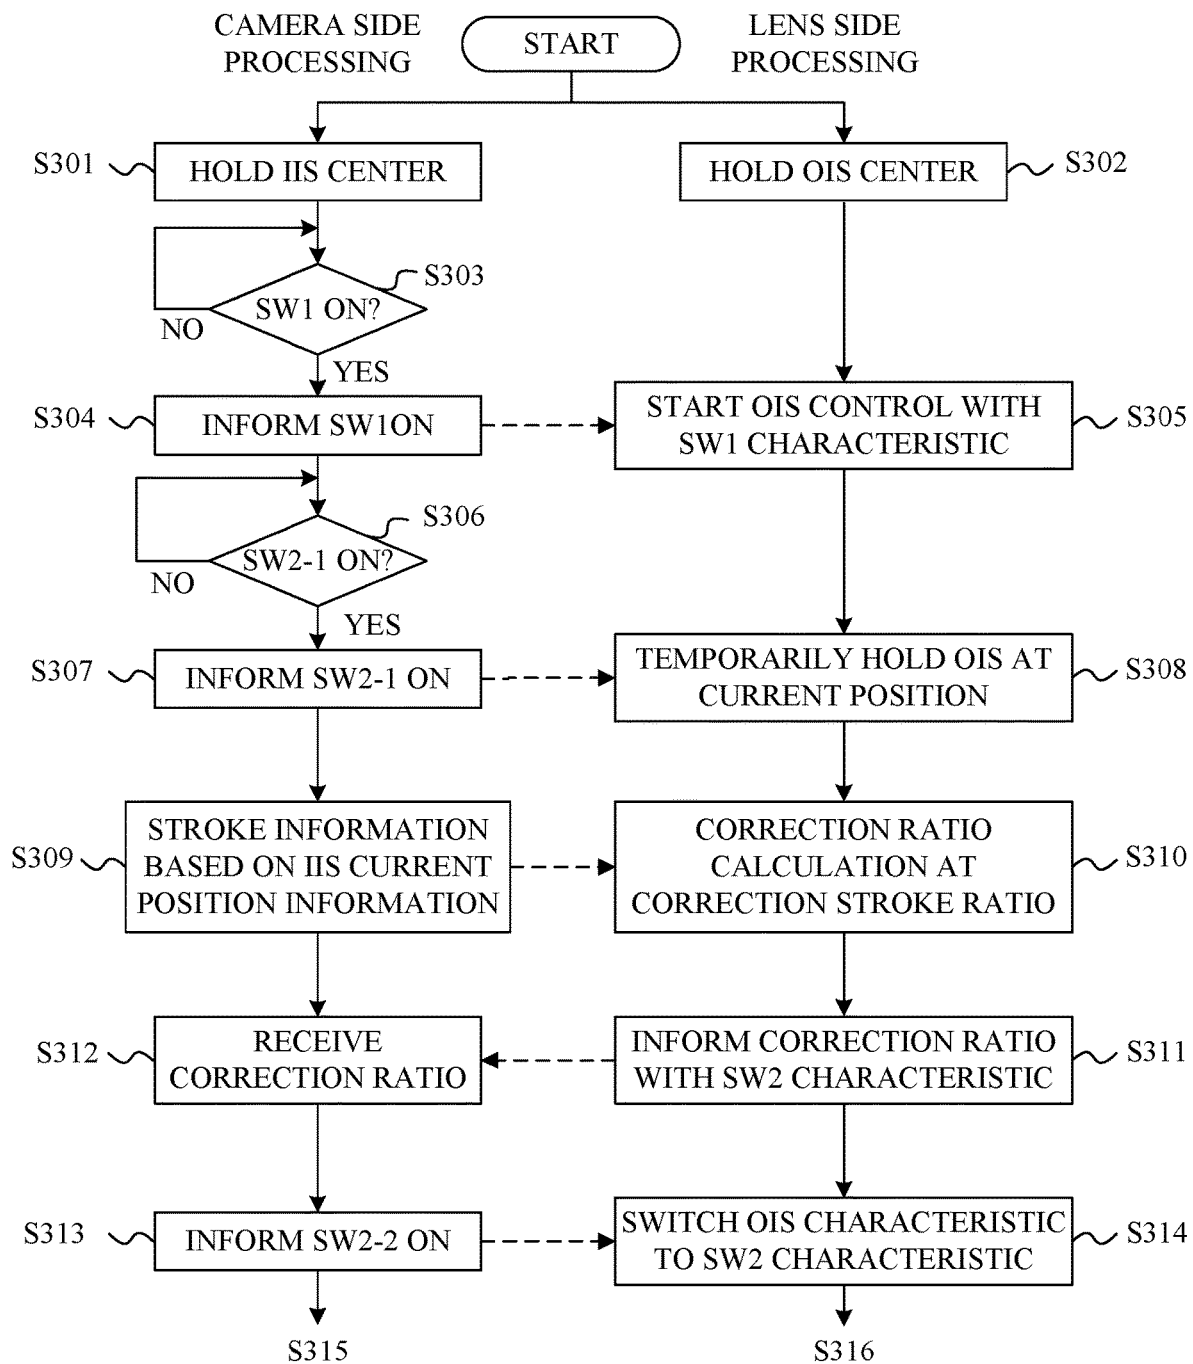 CAMERA SIDE
PROCESSING
START
LENS SIDE
PROCESSING
S301
HOLD IIS CENTER
HOLD OIS CENTER
S302
S303
SW1 ON?
NO
YES
S304
INFORM SW1ON
START OIS CONTROL WITH
SW1 CHARACTERISTIC
S305
S306
SW2-1 ON?
NO
YES
S307
INFORM SW2-1 ON
TEMPORARILY HOLD OIS AT
CURRENT POSITION
S308
S309
STROKE INFORMATION
BASED ON IIS CURRENT
POSITION INFORMATION
CORRECTION RATIO
CALCULATION AT
CORRECTION STROKE RATIO
S310
S312
RECEIVE
CORRECTION RATIO
INFORM CORRECTION RATIO
WITH SW2 CHARACTERISTIC
S311
S313
INFORM SW2-2 ON
SWITCH OIS CHARACTERISTIC
TO SW2 CHARACTERISTIC
S314
S315
S316